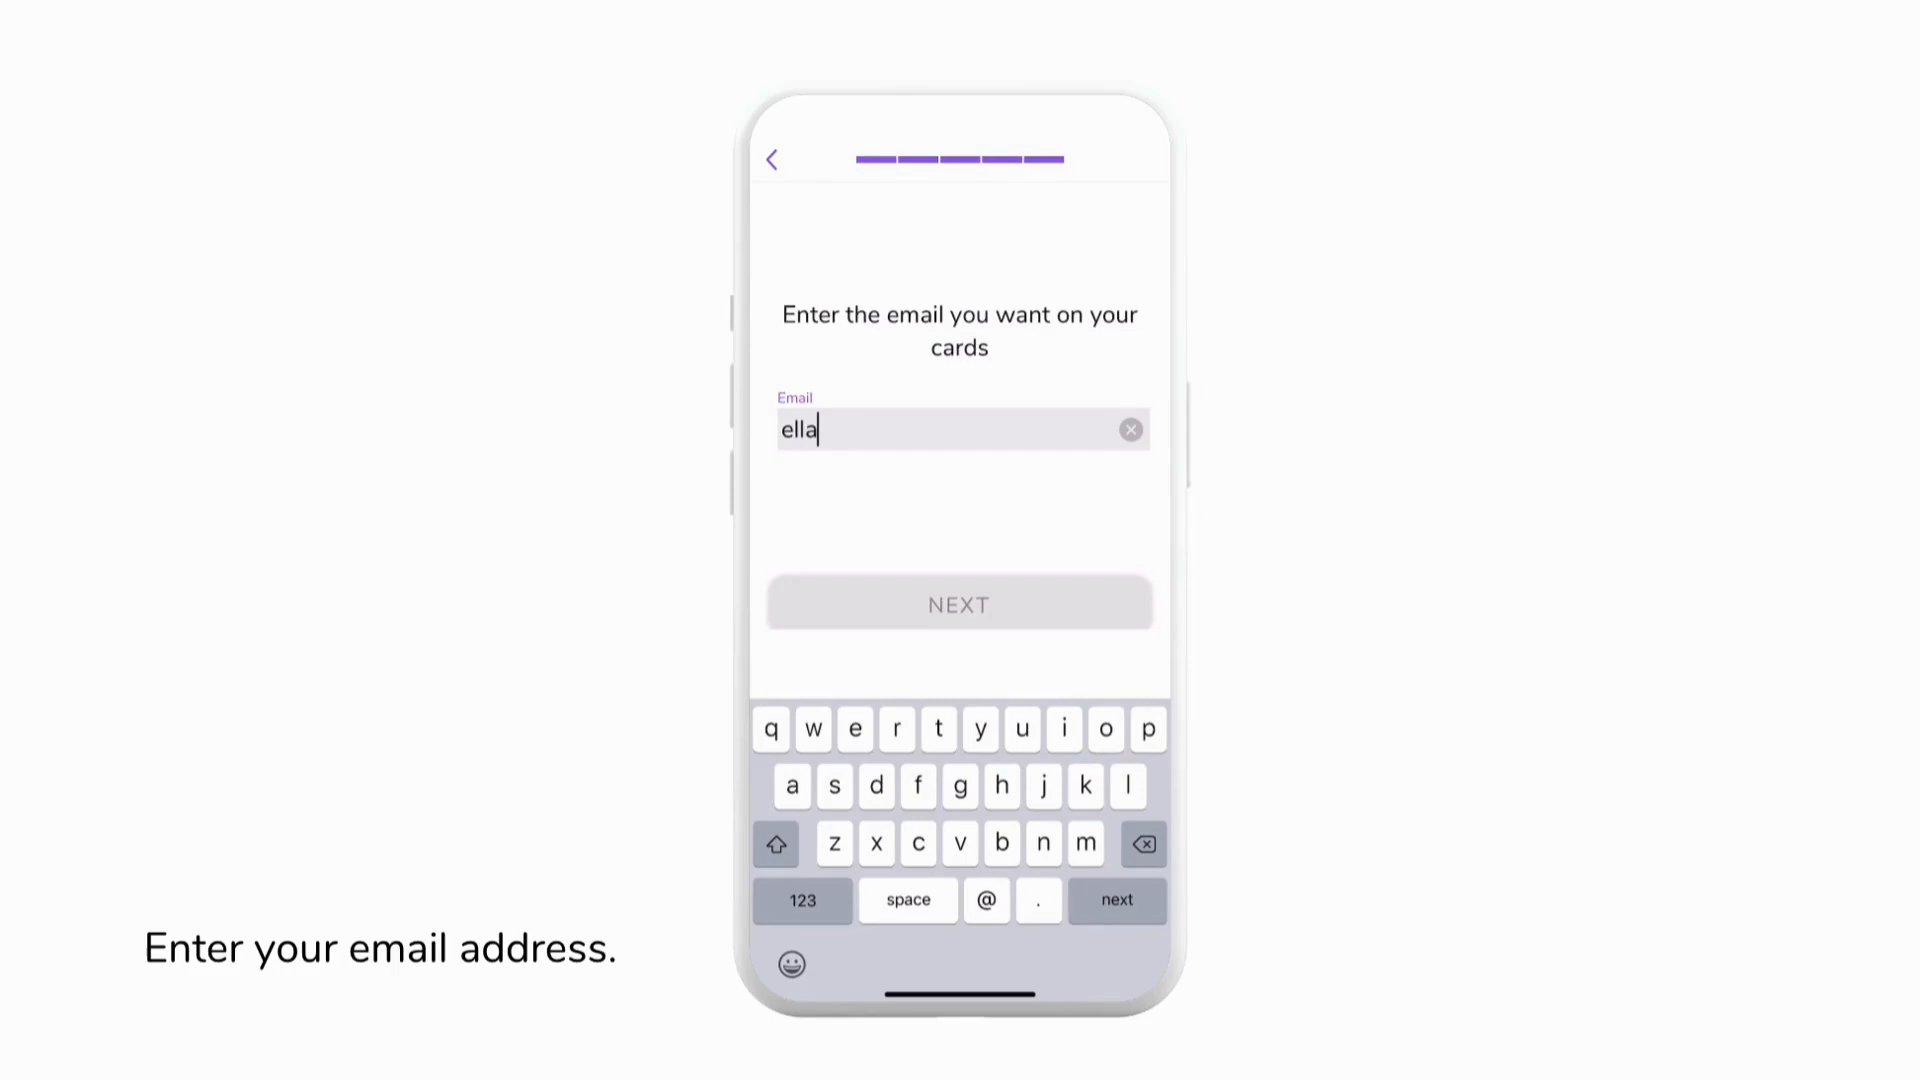 Enter the email you want on your
cards
Email
ella
NEXT
q w e r t y u i o p
a s d f g h j k l
z x c v b n m
123 space @ . next
Enter your email address.